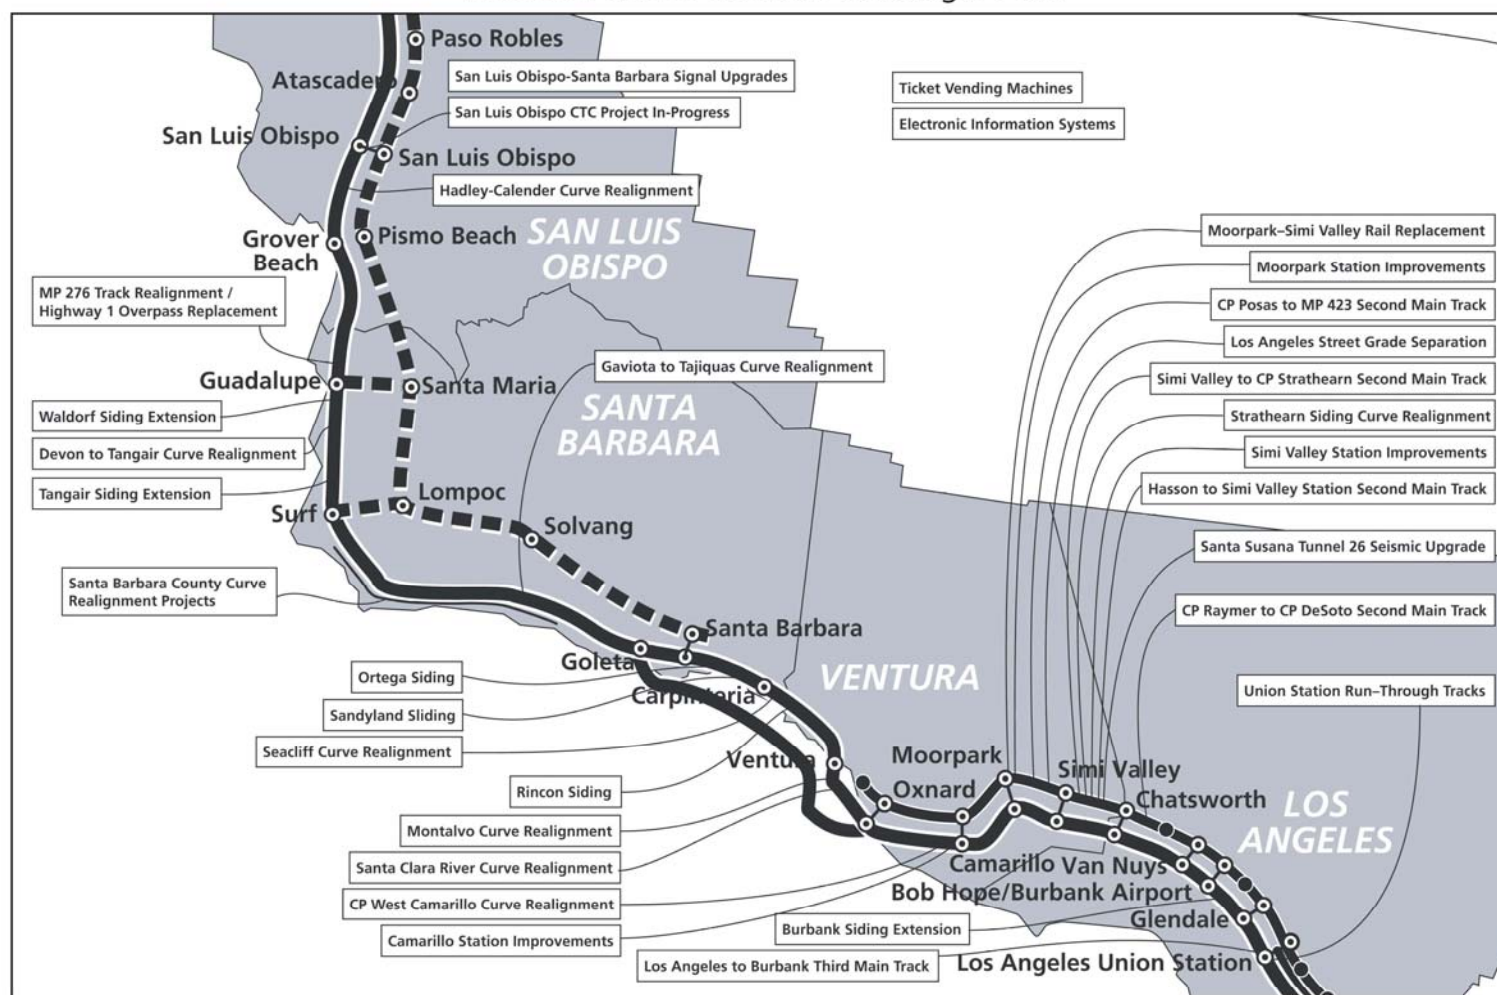 Paso Robles
Atascadero
San Luis Obispo-Santa Barbara Signal Upgrades
Ticket Vending Machines
San Luis Obispo CTC Project In-Progress
Electronic Information Systems
San Luis Obispo
San Luis Obispo
Hadley-Calender Curve Realignment
Grover
Beach
Pismo Beach
SAN LUIS
OBISPO
Moorpark–Simi Valley Rail Replacement
Moorpark Station Improvements
MP 276 Track Realignment /
Highway 1 Overpass Replacement
CP Posas to MP 423 Second Main Track
Los Angeles Street Grade Separation
Gaviota to Tajiquas Curve Realignment
Simi Valley to CP Strathearn Second Main Track
Guadalupe
Santa Maria
SANTA
BARBARA
Waldorf Siding Extension
Strathearn Siding Curve Realignment
Devon to Tangair Curve Realignment
Simi Valley Station Improvements
Tangair Siding Extension
Hasson to Simi Valley Station Second Main Track
Lompoc
Surf
Solvang
Santa Susana Tunnel 26 Seismic Upgrade
Santa Barbara County Curve
Realignment Projects
CP Raymer to CP DeSoto Second Main Track
Santa Barbara
Goleta
Ortega Siding
VENTURA
Carpinteria
Union Station Run–Through Tracks
Sandyland Sliding
Seacliff Curve Realignment
Ventura
Moorpark
Simi Valley
Rincon Siding
Oxnard
Chatsworth
LOS
ANGELES
Montalvo Curve Realignment
Santa Clara River Curve Realignment
Camarillo
Van Nuys
Bob Hope/Burbank Airport
CP West Camarillo Curve Realignment
Glendale
Burbank Siding Extension
Camarillo Station Improvements
Los Angeles to Burbank Third Main Track
Los Angeles Union Station